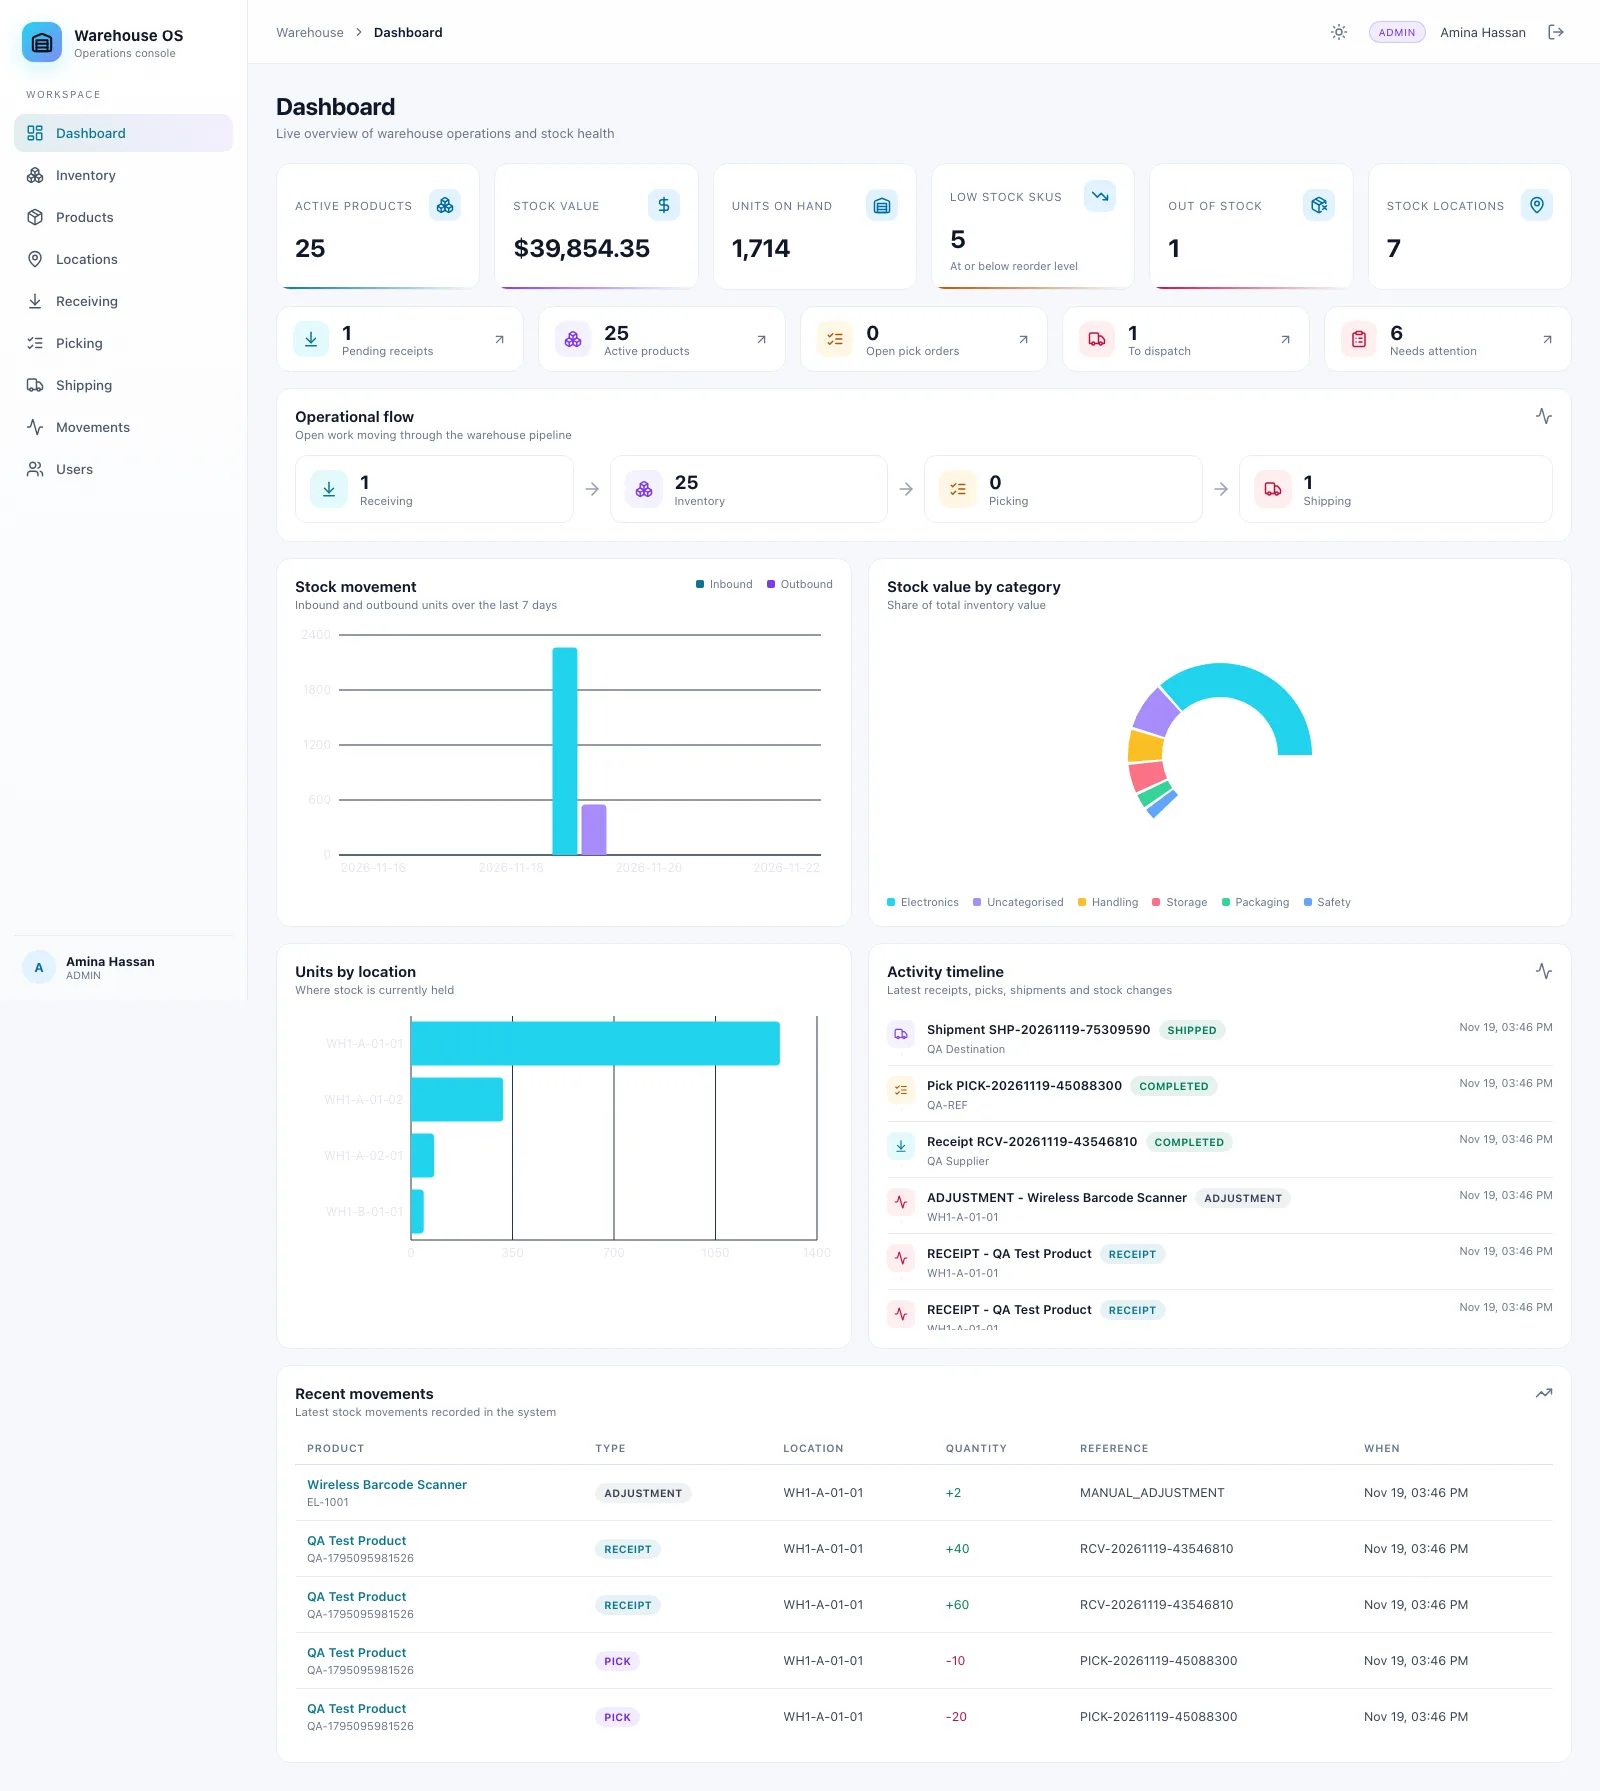 Warehouse OS
Operations console
WORKSPACE
Dashboard
Inventory
Products
Locations
Receiving
Picking
Shipping
Movements
Users
A
Amina Hassan
ADMIN
Warehouse > Dashboard
ADMIN
Amina Hassan
Dashboard
Live overview of warehouse operations and stock health
ACTIVE PRODUCTS
25
STOCK VALUE
$39,854.35
UNITS ON HAND
1,714
LOW STOCK SKUS
5
At or below reorder level
OUT OF STOCK
1
STOCK LOCATIONS
7
1
Pending receipts
25
Active products
0
Open pick orders
1
To dispatch
6
Needs attention
Operational flow
Open work moving through the warehouse pipeline
1
Receiving
25
Inventory
0
Picking
1
Shipping
Stock movement
Inbound and outbound units over the last 7 days
Inbound Outbound
2400
1800
1200
600
0
2026-11-16 2026-11-18 2026-11-20 2026-11-22
Stock value by category
Share of total inventory value
Electronics Uncategorised Handling Storage Packaging Safety
Units by location
Where stock is currently held
WH1-A-01-01
WH1-A-01-02
WH1-A-02-01
WH1-B-01-01
0 350 700 1050 1400
Activity timeline
Latest receipts, picks, shipments and stock changes
Shipment SHP-20261119-75309590 SHIPPED Nov 19, 03:46 PM
QA Destination
Pick PICK-20261119-45088300 COMPLETED Nov 19, 03:46 PM
QA-REF
Receipt RCV-20261119-43546810 COMPLETED Nov 19, 03:46 PM
QA Supplier
ADJUSTMENT - Wireless Barcode Scanner ADJUSTMENT Nov 19, 03:46 PM
WH1-A-01-01
RECEIPT - QA Test Product RECEIPT Nov 19, 03:46 PM
WH1-A-01-01
RECEIPT - QA Test Product RECEIPT Nov 19, 03:46 PM
WH1-A-01-01
Recent movements
Latest stock movements recorded in the system
PRODUCT TYPE LOCATION QUANTITY REFERENCE WHEN
Wireless Barcode Scanner
EL-1001
ADJUSTMENT WH1-A-01-01 +2 MANUAL_ADJUSTMENT Nov 19, 03:46 PM
QA Test Product
QA-1795095981526
RECEIPT WH1-A-01-01 +40 RCV-20261119-43546810 Nov 19, 03:46 PM
QA Test Product
QA-1795095981526
RECEIPT WH1-A-01-01 +60 RCV-20261119-43546810 Nov 19, 03:46 PM
QA Test Product
QA-1795095981526
PICK WH1-A-01-01 -10 PICK-20261119-45088300 Nov 19, 03:46 PM
QA Test Product
QA-1795095981526
PICK WH1-A-01-01 -20 PICK-20261119-45088300 Nov 19, 03:46 PM